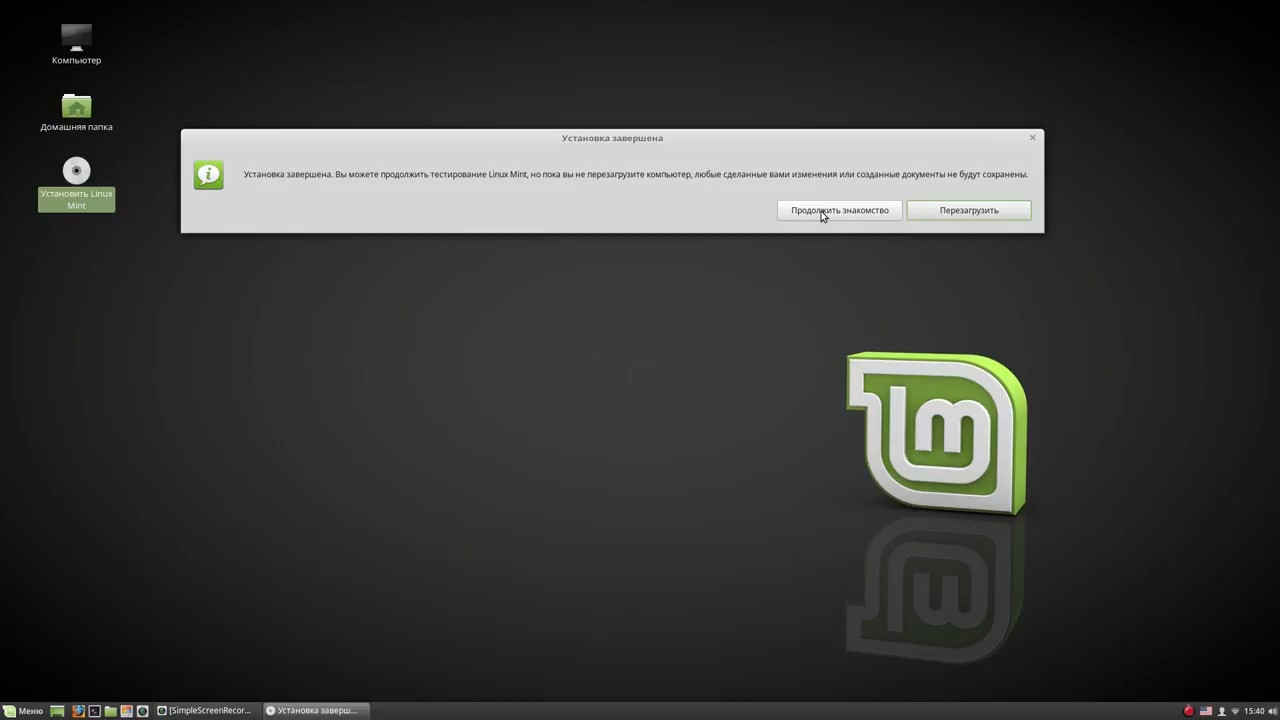 Компьютер
Домашняя папка
Установить Linux
Mint
Установка завершена
Установка завершена. Вы можете продолжить тестирование Linux Mint, но пока вы не перезагрузите компьютер, любые сделанные вами изменения или созданные документы не будут сохранены.
Продолжить знакомство
Перезагрузить
Меню
[SimpleScreenRecor...
Установка заверш...
15:40